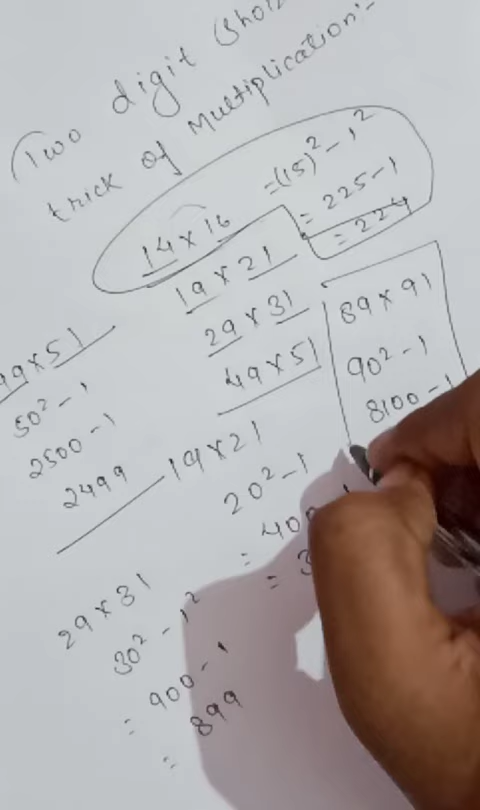 Two digit (Shor
trick of Multiplication:-
14 × 16 = (15)² - 1²
= 225 - 1
= 224
19 × 21
29 × 31
49 × 51
89 × 91
90² - 1
8100 - 1
49 × 51
50² - 1
2500 - 1
2499
19 × 21
20² - 1
= 400 - 1
= 3
29 × 31
30² - 1²
= 900 - 1
= 899